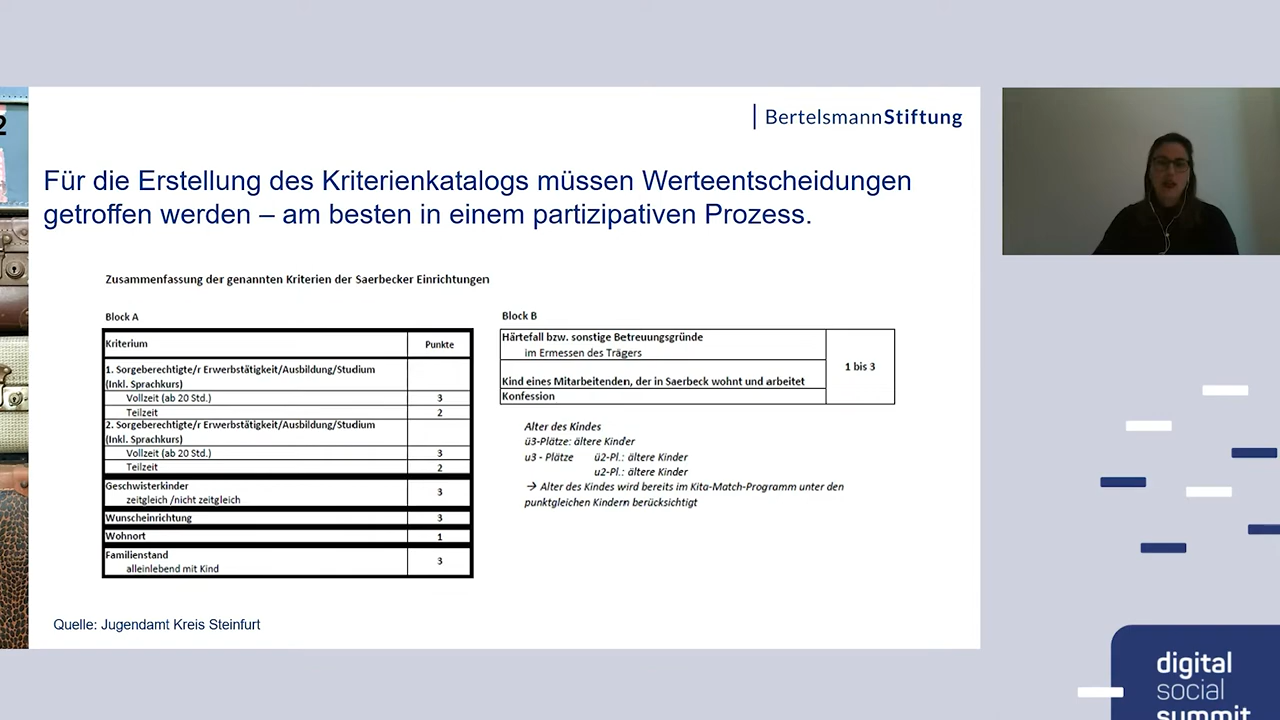 2
Bertelsmann Stiftung
Für die Erstellung des Kriterienkatalogs müssen Werteentscheidungen
getroffen werden – am besten in einem partizipativen Prozess.
Zusammenfassung der genannten Kriterien der Saerbecker Einrichtungen
Block A
Kriterium Punkte
1. Sorgeberechtigte/r Erwerbstätigkeit/Ausbildung/Studium
(Inkl. Sprachkurs)
Vollzeit (ab 20 Std.) 3
Teilzeit 2
2. Sorgeberechtigte/r Erwerbstätigkeit/Ausbildung/Studium
(Inkl. Sprachkurs)
Vollzeit (ab 20 Std.) 3
Teilzeit 2
Geschwisterkinder
zeitgleich /nicht zeitgleich 3
Wunscheinrichtung 3
Wohnort 1
Familienstand
alleinlebend mit Kind 3
Block B
Härtefall bzw. sonstige Betreuungsgründe
im Ermessen des Trägers
1 bis 3
Kind eines Mitarbeitenden, der in Saerbeck wohnt und arbeitet
Konfession
Alter des Kindes
ü3-Plätze: ältere Kinder
u3 - Plätze ü2-Pl.: ältere Kinder
u2-Pl.: ältere Kinder
→ Alter des Kindes wird bereits im Kita-Match-Programm unter den
punktgleichen Kindern berücksichtigt
Quelle: Jugendamt Kreis Steinfurt
digital
social
summit